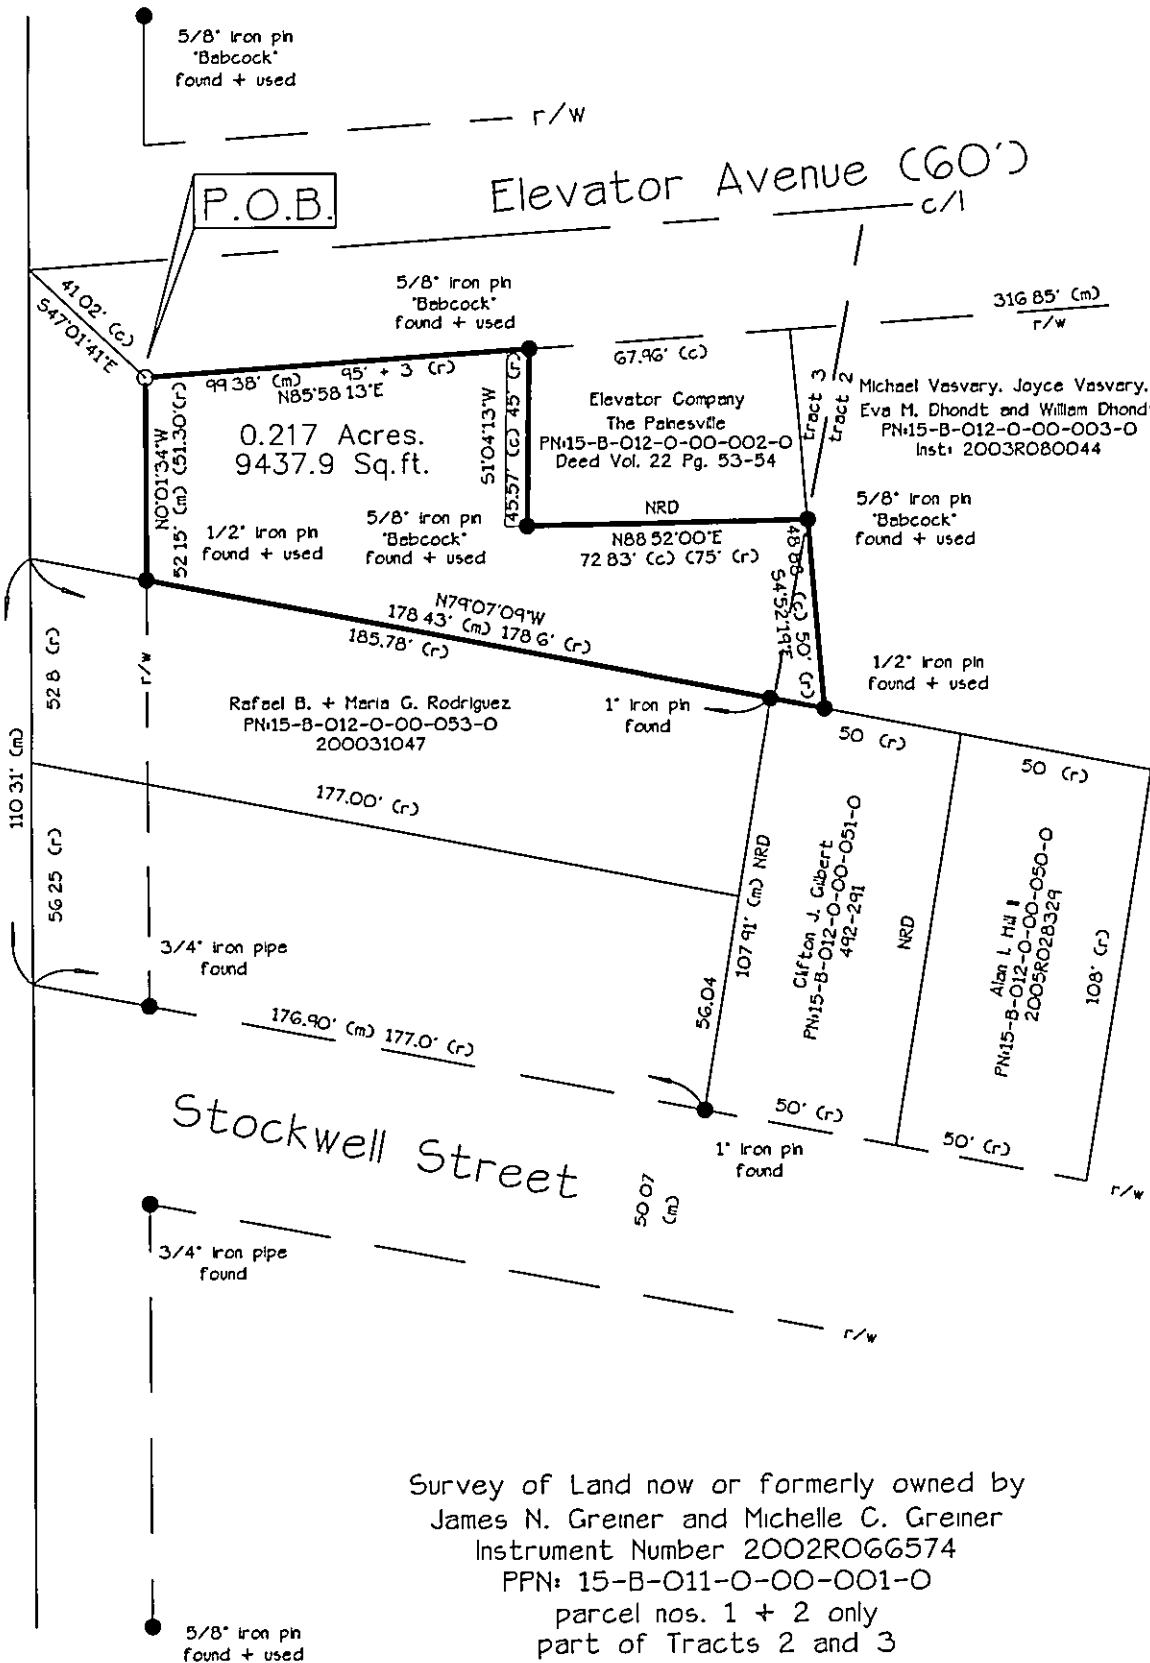 5/8" iron pin
"Babcock"
found + used
r/w
Elevator Avenue (60')
c/l
P.O.B.
41 02' (c)
S47°01'41"E
5/8" iron pin
"Babcock"
found + used
316 85' (m)
r/w
67.96' (c)
99.38' (m) 95' + 3 (r)
N85°58 13"E
tract 3
tract 2
Michael Vasvary, Joyce Vasvary,
Eva M. Dhondt and William Dhondt
PN:15-B-012-0-00-003-0
Inst: 2003R080044
Elevator Company
The Painesville
PN:15-B-012-0-00-002-0
Deed Vol. 22 Pg. 53-54
0.217 Acres.
9437.9 Sq.ft.
N0°01'34"W
52 15' (m) (51.30'(r)
S1°04'13"W
45.57 (c) 45' (r)
1/2" iron pin
found + used
5/8" iron pin
"Babcock"
found + used
NRD
N88 52'00"E
72 83' (c) (75' (r)
5/8" iron pin
"Babcock"
found + used
48 88 (c) 50' (r)
S4°52'19"E
N79°07'09"W
178 43' (m) 178 6' (r)
185.78' (r)
1/2" iron pin
found + used
1" iron pin
found
110 31' (m)
52 8 (r)
56 25 (r)
r/w
Rafael B. + Maria G. Rodriguez
PN:15-B-012-0-00-053-0
200031047
50 (r)
50 (r)
177.00' (r)
56.04
107 91' (m) NRD
Clifton J. Gilbert
PN:15-B-012-0-00-051-0
492-291
NRD
Alan L Hill II
PN:15-B-012-0-00-050-0
2005R028329
108' (r)
3/4" iron pipe
found
176.90' (m) 177.0' (r)
50' (r)
50' (r)
r/w
1" iron pin
found
Stockwell Street
50 07
(m)
3/4" iron pipe
found
r/w
5/8" iron pin
found + used
Survey of Land now or formerly owned by
James N. Greiner and Michelle C. Greiner
Instrument Number 2002R066574
PPN: 15-B-011-0-00-001-0
parcel nos. 1 + 2 only
part of Tracts 2 and 3